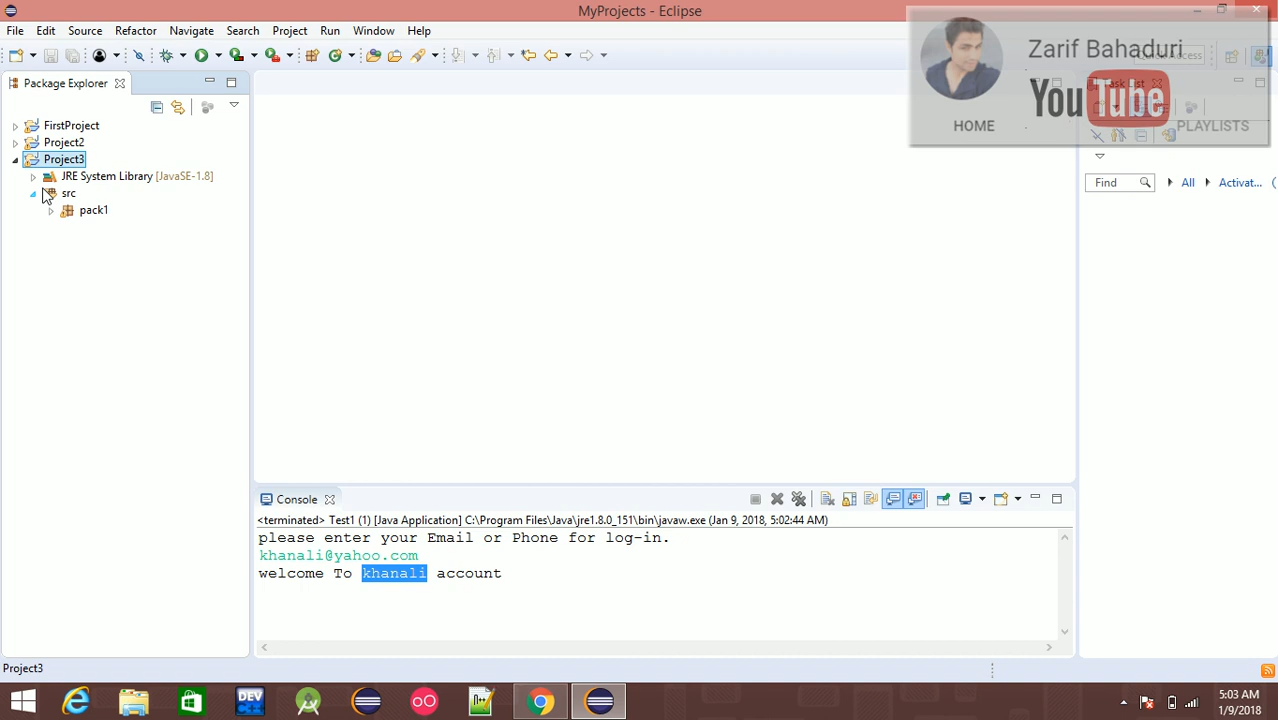 MyProjects - Eclipse
File Edit Source Refactor Navigate Search Project Run Window Help
Zarif Bahaduri
YouTube
HOME
PLAYLISTS
Quick Access
Package Explorer
Task List
FirstProject
Project2
Project3
JRE System Library [JavaSE-1.8]
src
pack1
Find All Activat...
Console
<terminated> Test1 (1) [Java Application] C:\Program Files\Java\jre1.8.0_151\bin\javaw.exe (Jan 9, 2018, 5:02:44 AM)
please enter your Email or Phone for log-in.
khanali@yahoo.com
welcome To khanali account
Project3
DEV
5:03 AM
1/9/2018